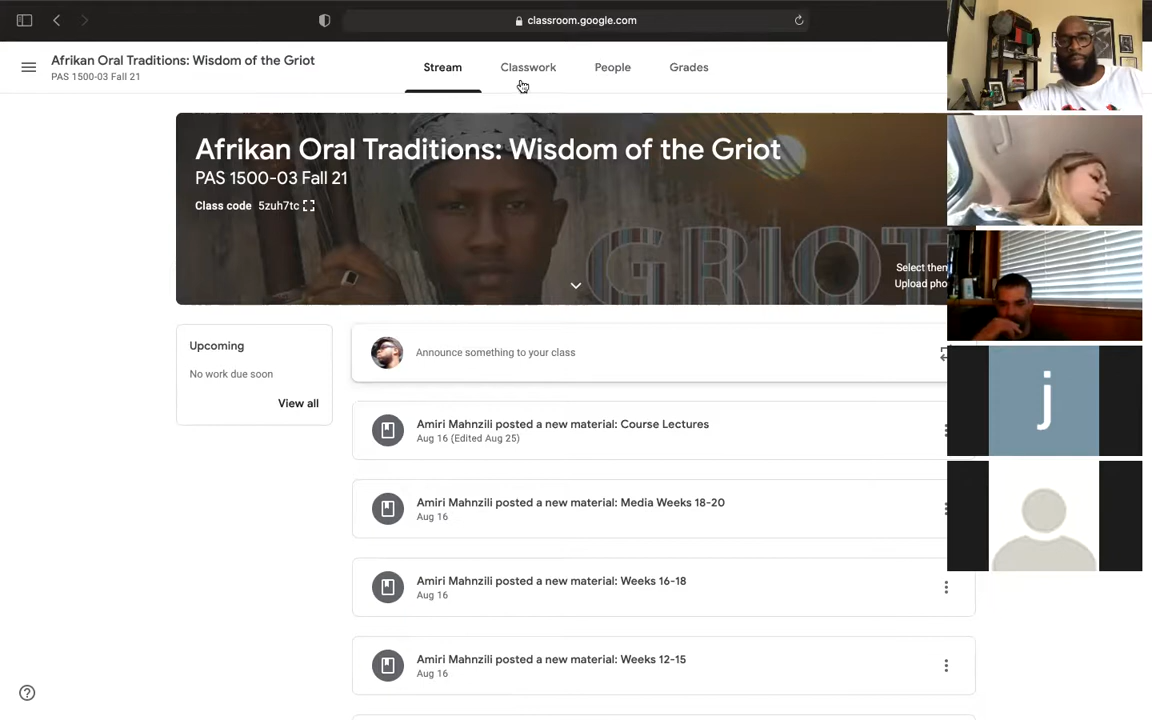 classroom.google.com
Afrikan Oral Traditions: Wisdom of the Griot
PAS 1500-03 Fall 21
Stream
Classwork
People
Grades
Afrikan Oral Traditions: Wisdom of the Griot
PAS 1500-03 Fall 21
Class code 5zuh7tc
GRIOT
Select them
Upload pho
Upcoming
No work due soon
View all
Announce something to your class
Amiri Mahnzili posted a new material: Course Lectures
Aug 16 (Edited Aug 25)
Amiri Mahnzili posted a new material: Media Weeks 18-20
Aug 16
Amiri Mahnzili posted a new material: Weeks 16-18
Aug 16
Amiri Mahnzili posted a new material: Weeks 12-15
Aug 16
j